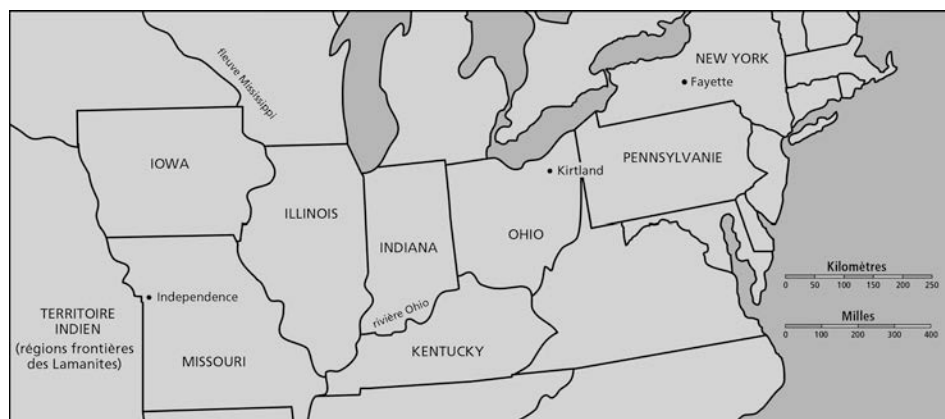 fleuve Mississippi
NEW YORK
Fayette
IOWA
PENNSYLVANIE
Kirtland
ILLINOIS
INDIANA
OHIO
Kilomètres
0 50 100 150 200 250
Independence
TERRITOIRE
INDIEN
(régions frontières
des Lamanites)
rivière Ohio
Milles
0 100 200 300 400
KENTUCKY
MISSOURI